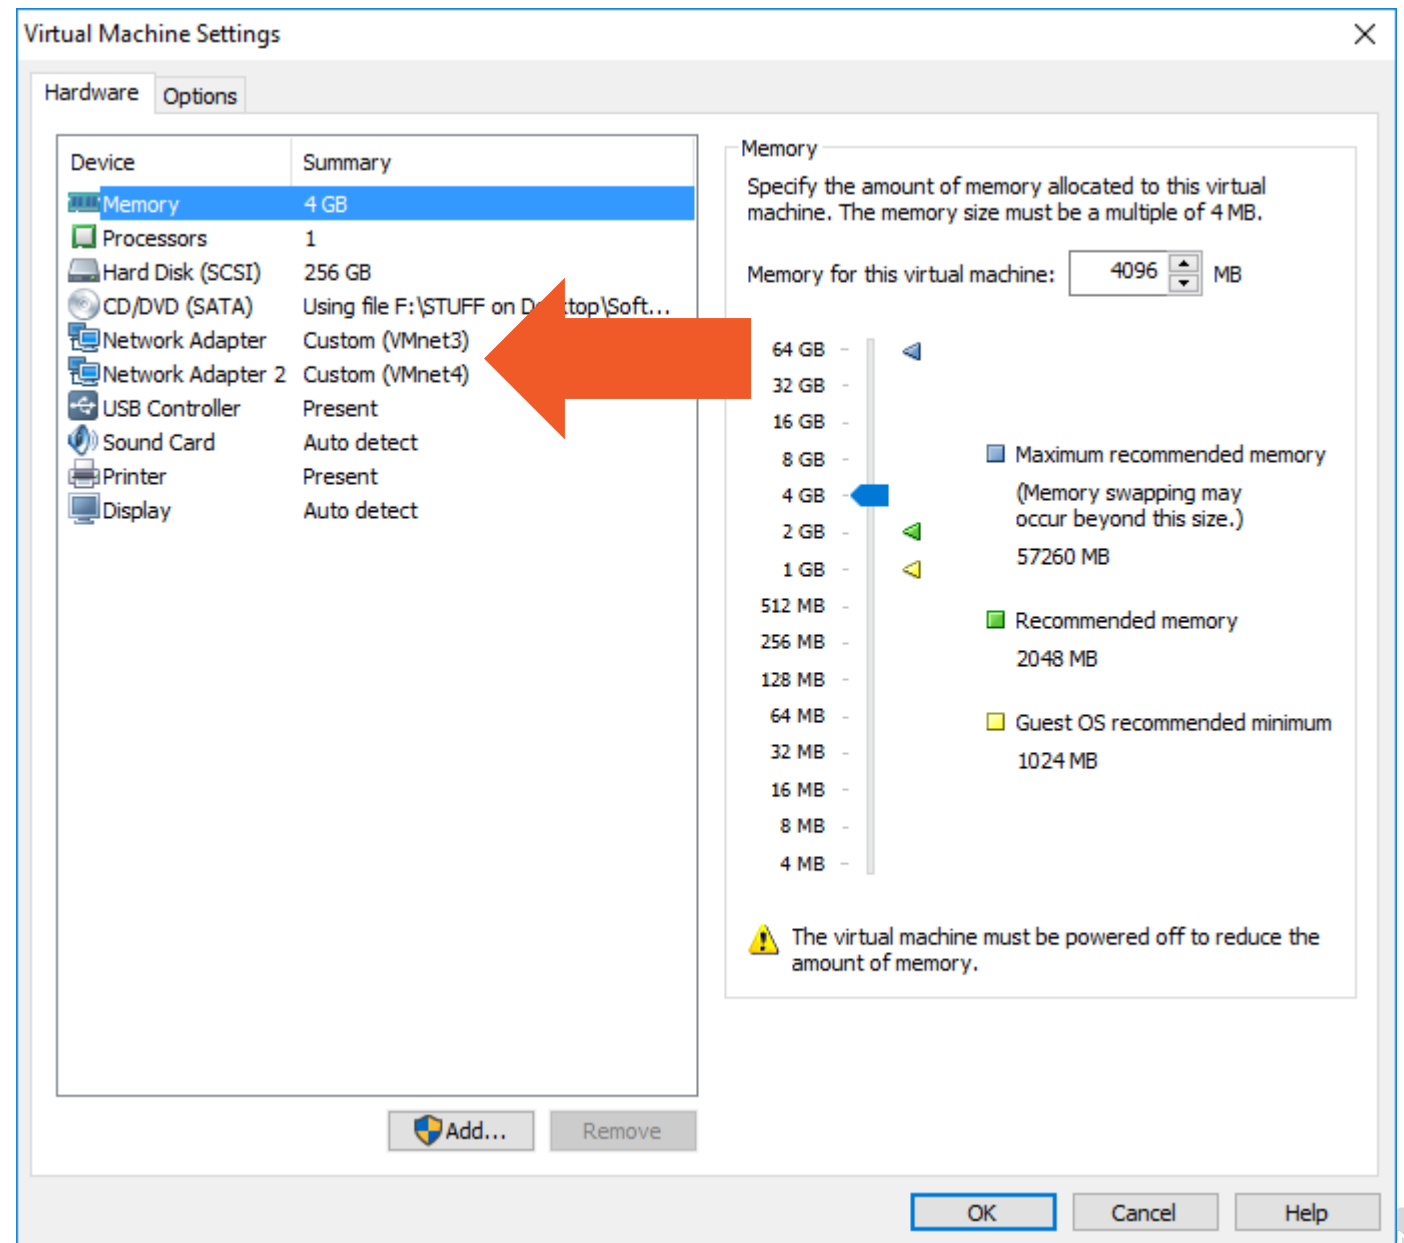 Virtual Machine Settings
Hardware Options
Device Summary
Memory 4 GB
Processors 1
Hard Disk (SCSI) 256 GB
CD/DVD (SATA) Using file F:\STUFF on top\Soft...
Network Adapter Custom (VMnet3)
Network Adapter 2 Custom (VMnet4)
USB Controller Present
Sound Card Auto detect
Printer Present
Display Auto detect
Add... Remove
Memory
Specify the amount of memory allocated to this virtual
machine. The memory size must be a multiple of 4 MB.
Memory for this virtual machine: 4096 MB
64 GB
32 GB
16 GB
8 GB
4 GB
2 GB
1 GB
512 MB
256 MB
128 MB
64 MB
32 MB
16 MB
8 MB
4 MB
Maximum recommended memory
(Memory swapping may
occur beyond this size.)
57260 MB
Recommended memory
2048 MB
Guest OS recommended minimum
1024 MB
The virtual machine must be powered off to reduce the
amount of memory.
OK Cancel Help